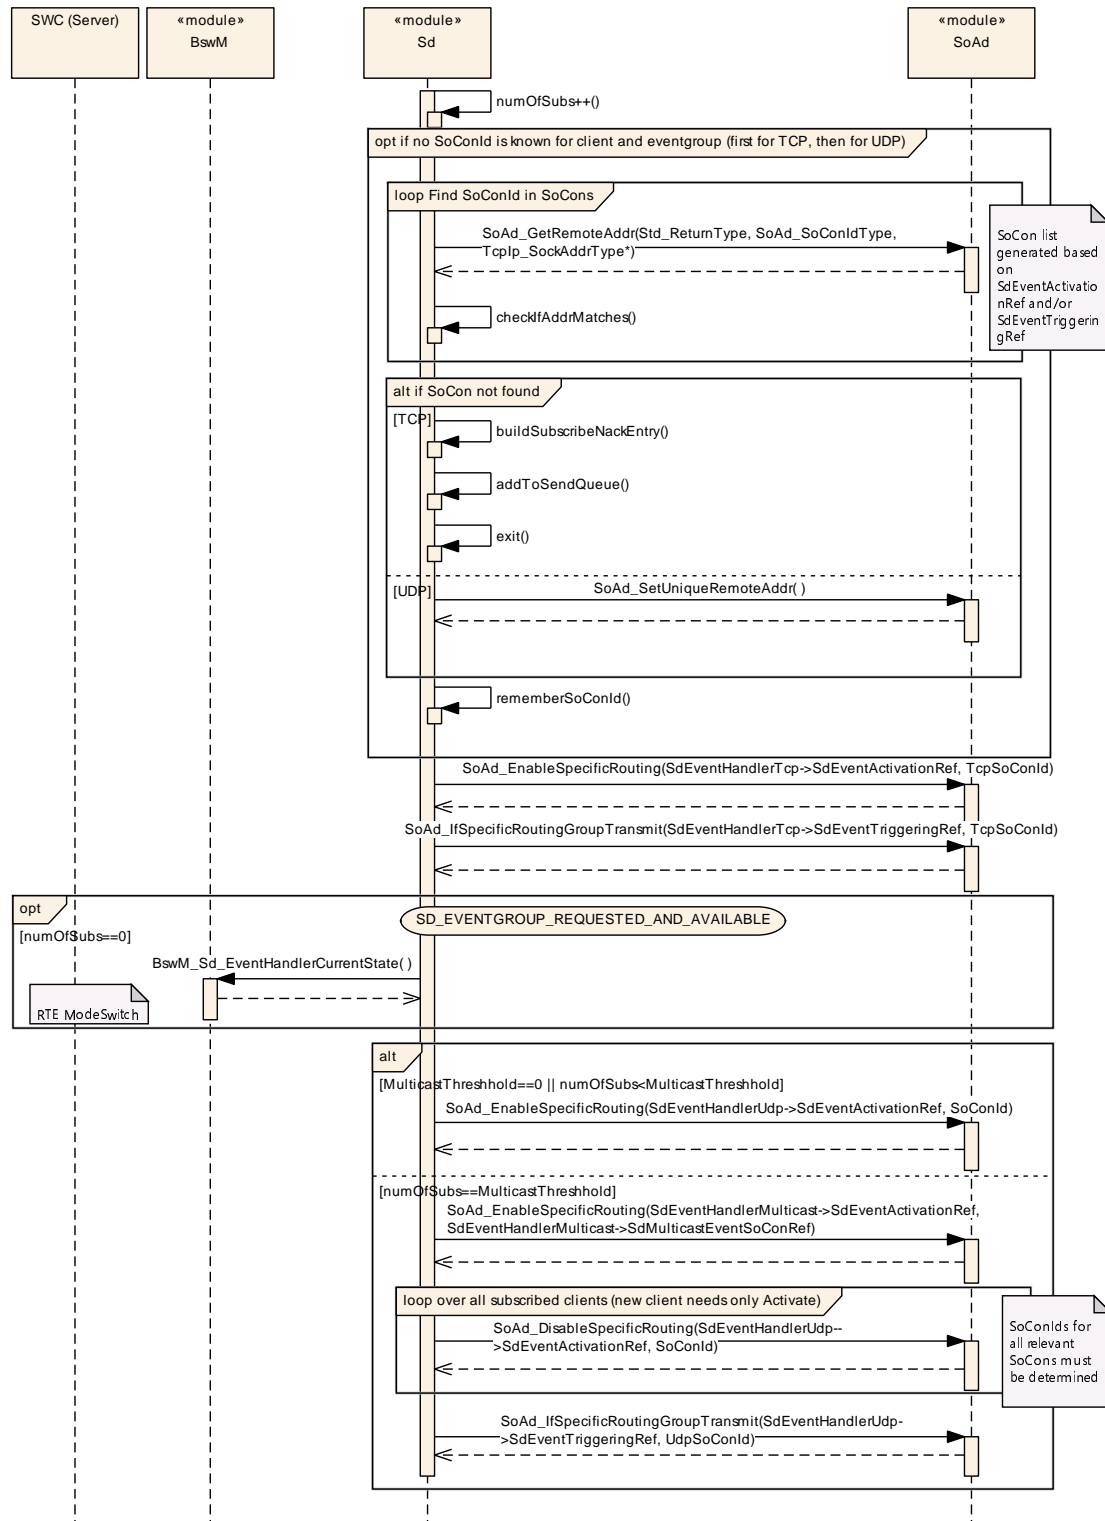 SWC (Server)
«module»
BswM
«module»
Sd
«module»
SoAd
numOfSubs++()
opt if no SoConId is known for client and eventgroup (first for TCP, then for UDP)
loop Find SoConId in SoCons
SoAd_GetRemoteAddr(Std_ReturnType, SoAd_SoConIdType,
TcpIp_SockAddrType*)
SoCon list
generated based
on
SdEventActivatio
nRef and/or
SdEventTriggerin
gRef
checkIfAddrMatches()
alt if SoCon not found
[TCP]
buildSubscribeNackEntry()
addToSendQueue()
exit()
[UDP]
SoAd_SetUniqueRemoteAddr( )
rememberSoConId()
SoAd_EnableSpecificRouting(SdEventHandlerTcp->SdEventActivationRef, TcpSoConId)
SoAd_IfSpecificRoutingGroupTransmit(SdEventHandlerTcp->SdEventTriggeringRef, TcpSoConId)
opt
[numOfSubs==0]
SD_EVENTGROUP_REQUESTED_AND_AVAILABLE
BswM_Sd_EventHandlerCurrentState( )
RTE ModeSwitch
alt
[MulticastThreshhold==0 || numOfSubs<MulticastThreshhold]
SoAd_EnableSpecificRouting(SdEventHandlerUdp->SdEventActivationRef, SoConId)
[numOfSubs==MulticastThreshhold]
SoAd_EnableSpecificRouting(SdEventHandlerMulticast->SdEventActivationRef,
SdEventHandlerMulticast->SdMulticastEventSoConRef)
loop over all subscribed clients (new client needs only Activate)
SoAd_DisableSpecificRouting(SdEventHandlerUdp--
>SdEventActivationRef, SoConId)
SoConIds for
all relevant
SoCons must
be determined
SoAd_IfSpecificRoutingGroupTransmit(SdEventHandlerUdp-
>SdEventTriggeringRef, UdpSoConId)